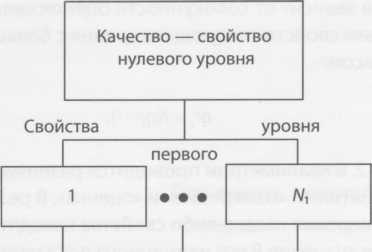 Качество — свойство
нулевого уровня
Свойства уровня
первого
1 ••• N₁